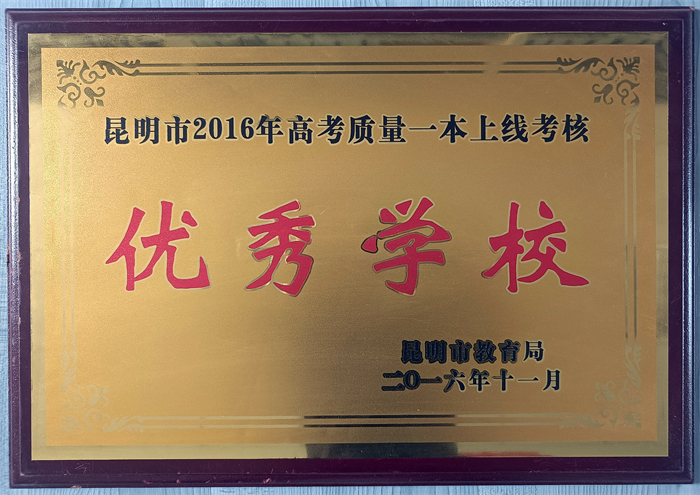 昆明市2016年高考质量一本上线考核
优秀学校
昆明市教育局
二〇一六年十一月